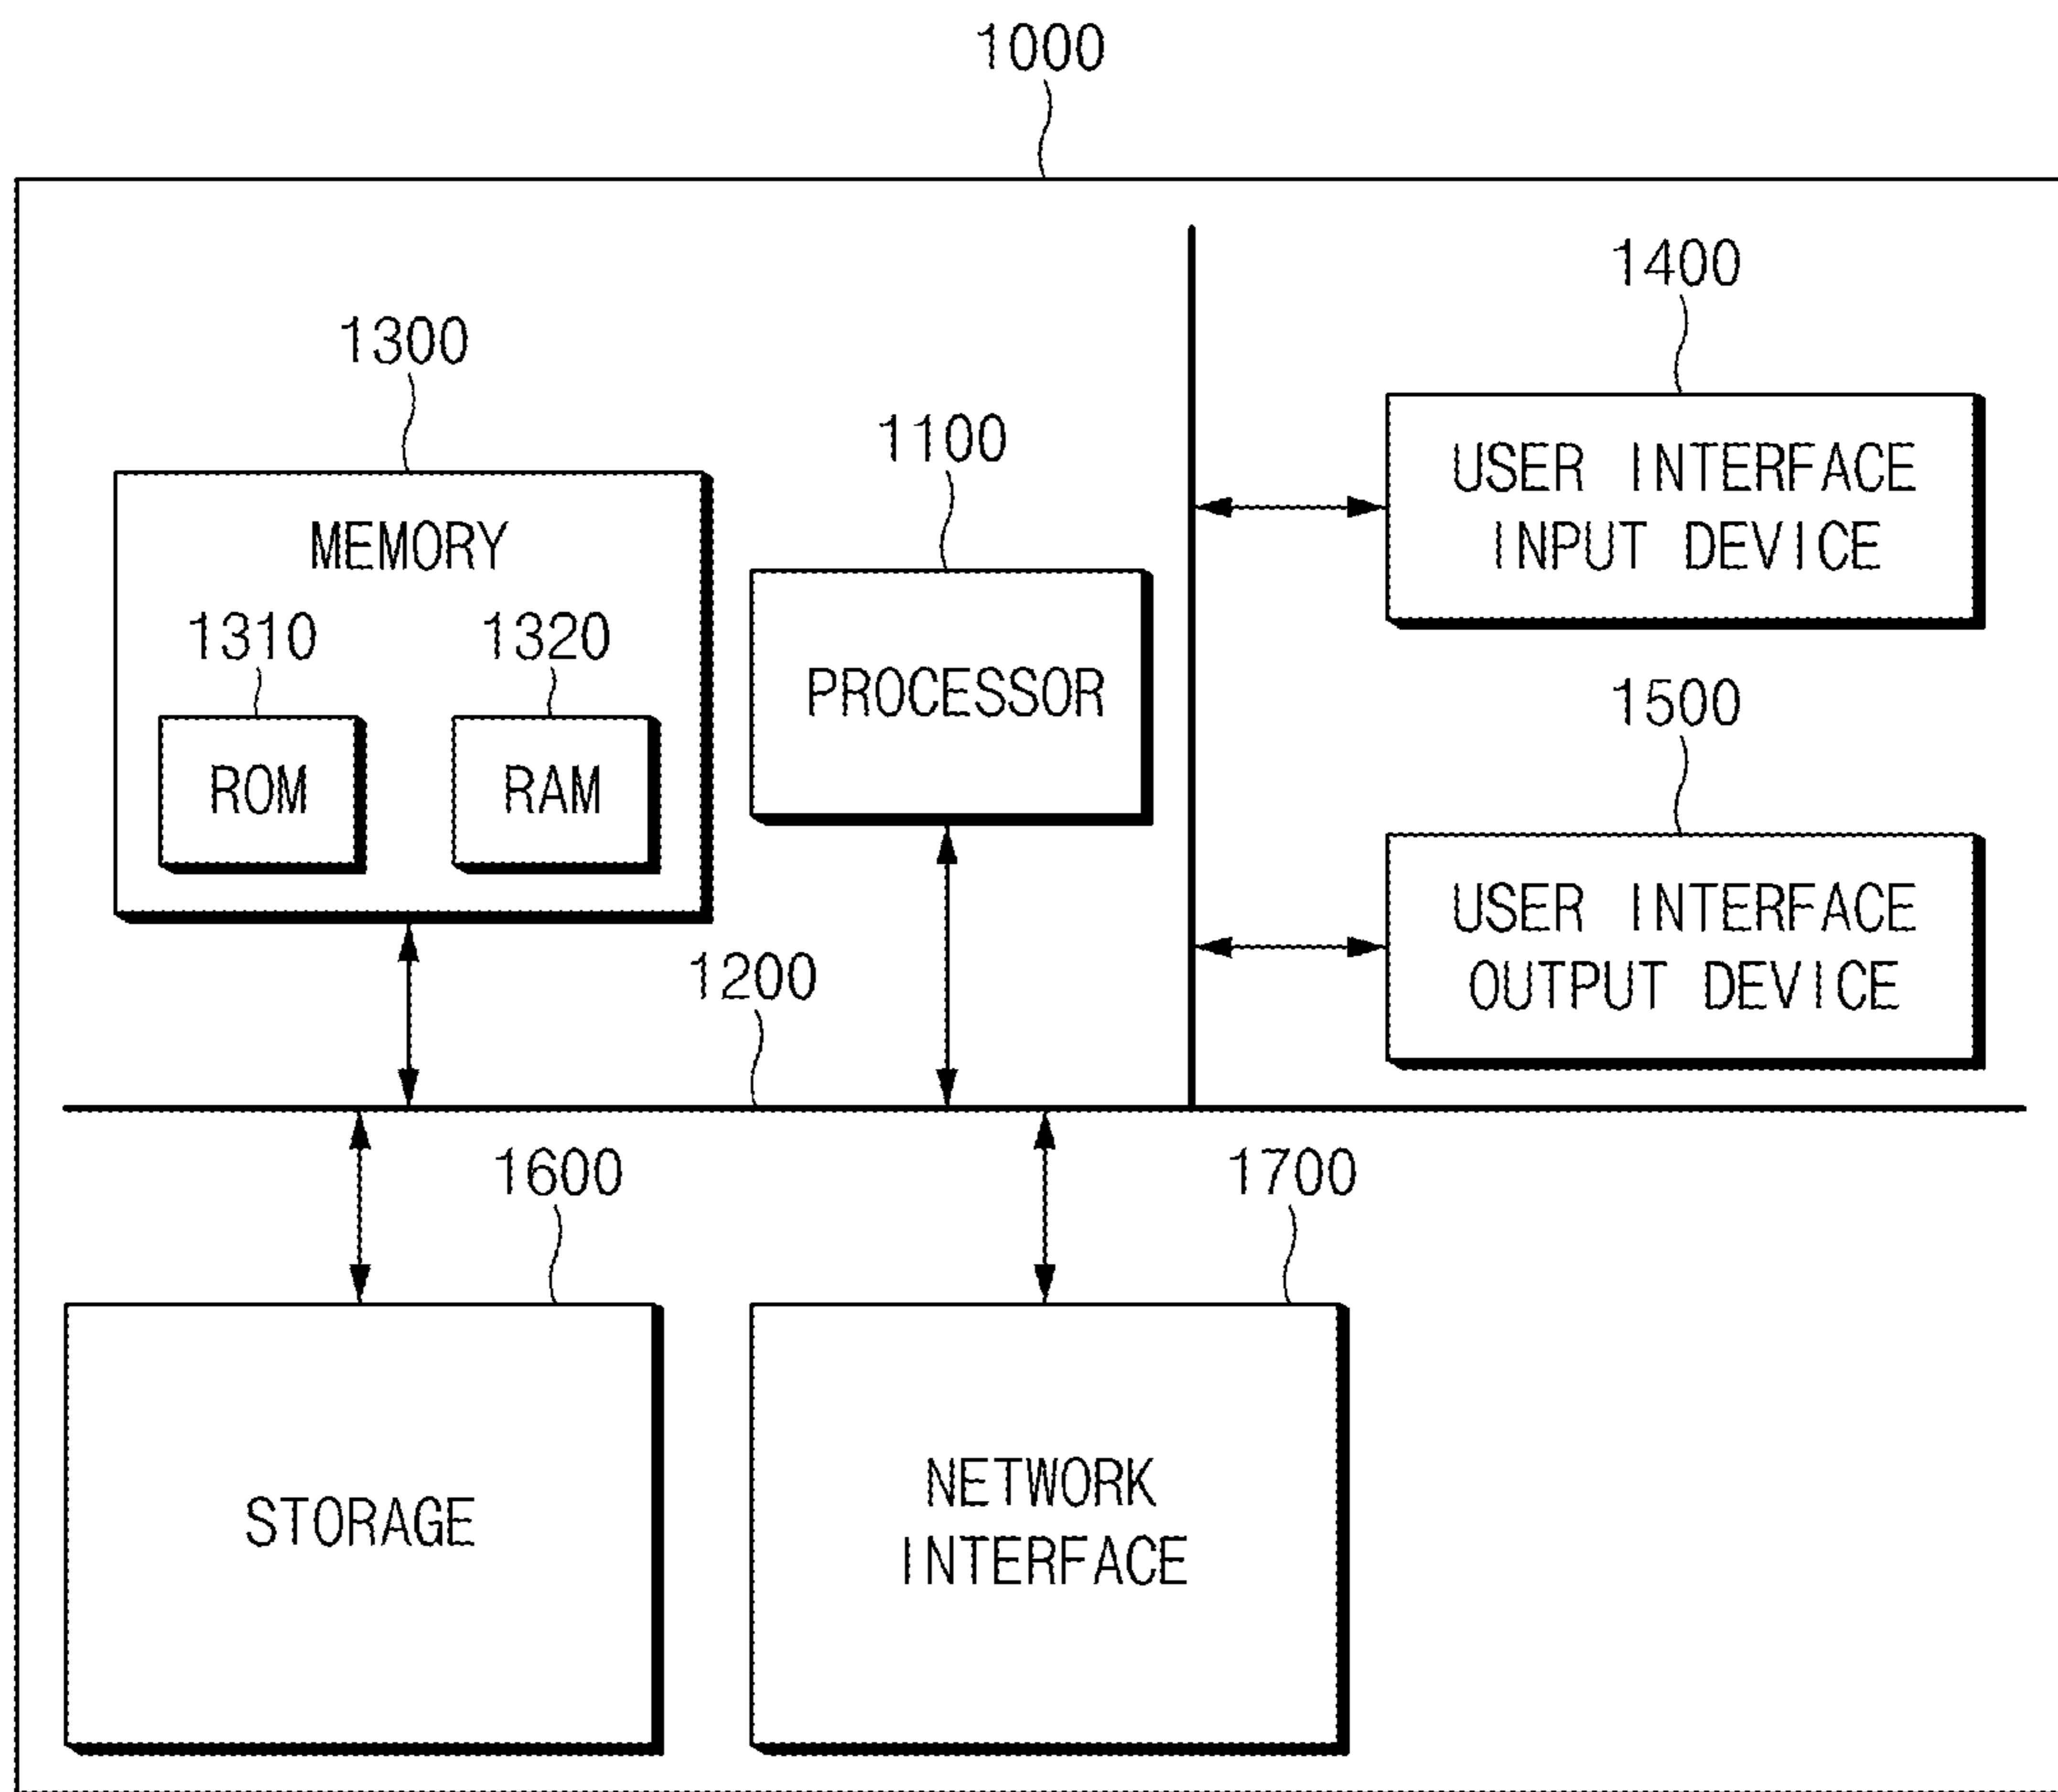 1000
1400
1300
1100
USER INTERFACE
INPUT DEVICE
MEMORY
1310
1320
PROCESSOR
1500
ROM
RAM
USER INTERFACE
OUTPUT DEVICE
1200
1600
1700
STORAGE
NETWORK
INTERFACE